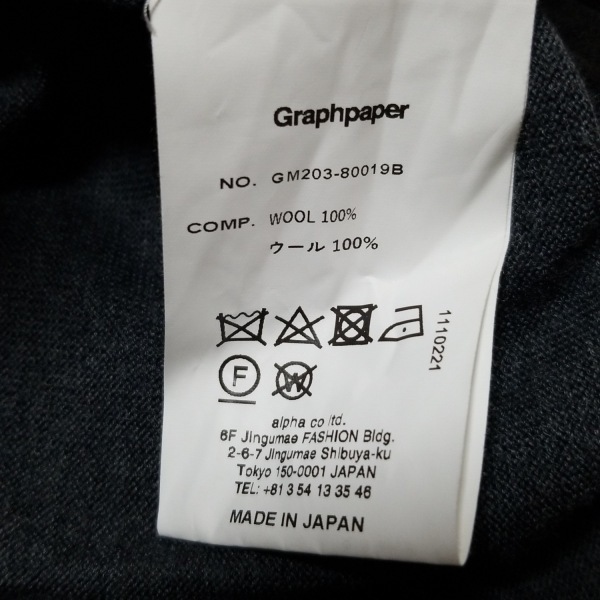 Graphpaper
NO. GM203-80019B
COMP. WOOL 100%
ウール 100%
1110221
F
W
alpha co ltd.
6F Jingumae FASHION Bldg.
2-6-7 Jingumae Shibuya-ku
Tokyo 150-0001 JAPAN
TEL: +81 3 54 13 35 46
MADE IN JAPAN